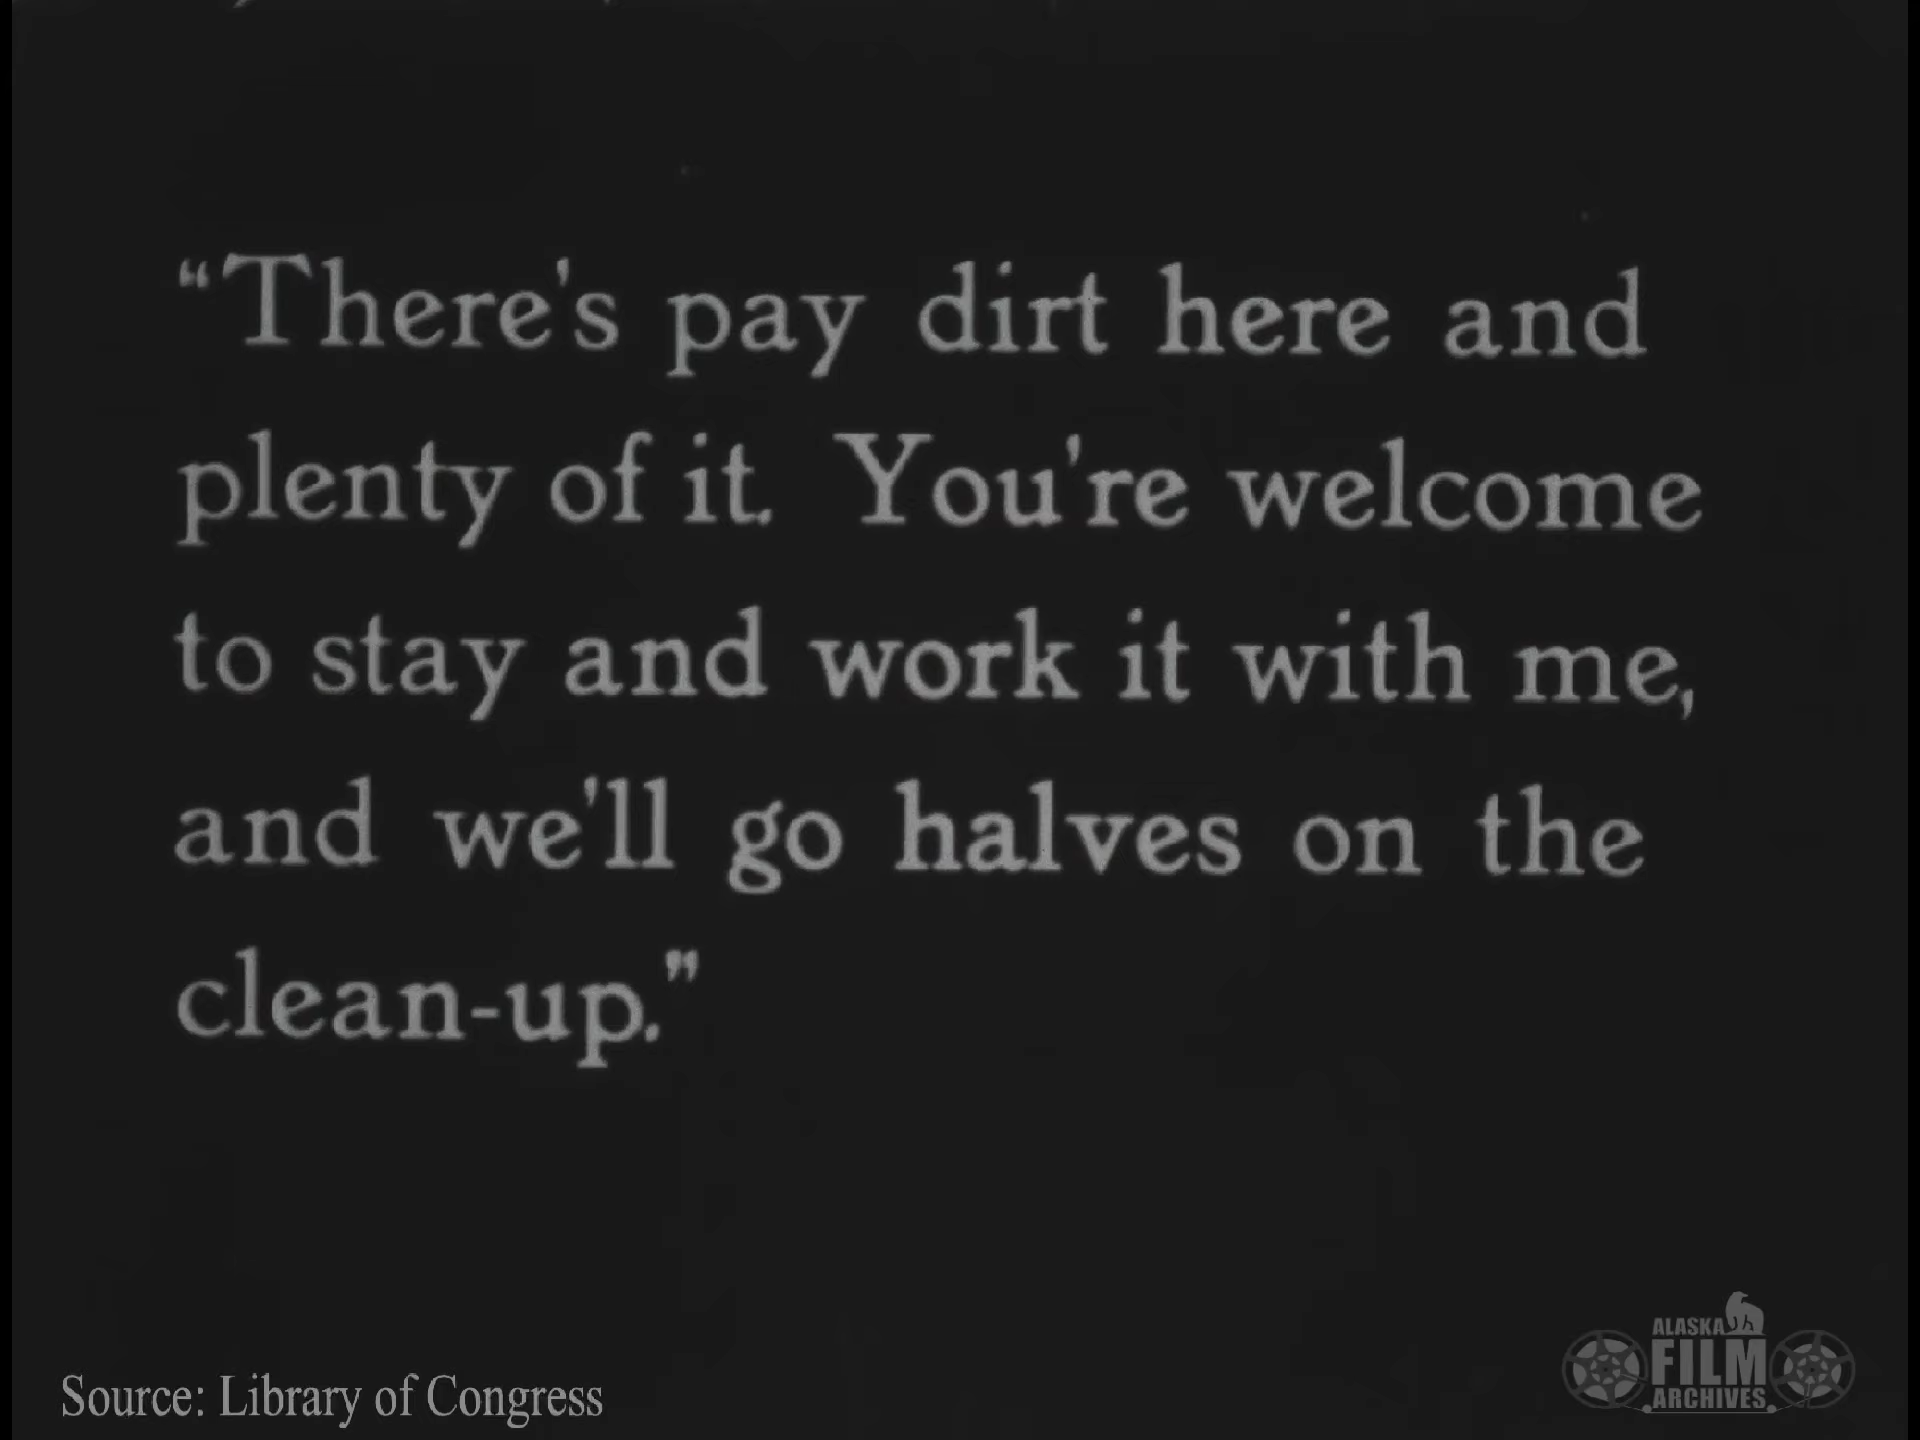 “There's pay dirt here and
plenty of it. You're welcome
to stay and work it with me,
and we'll go halves on the
clean-up.”
Source: Library of Congress
ALASKA
FILM
ARCHIVES